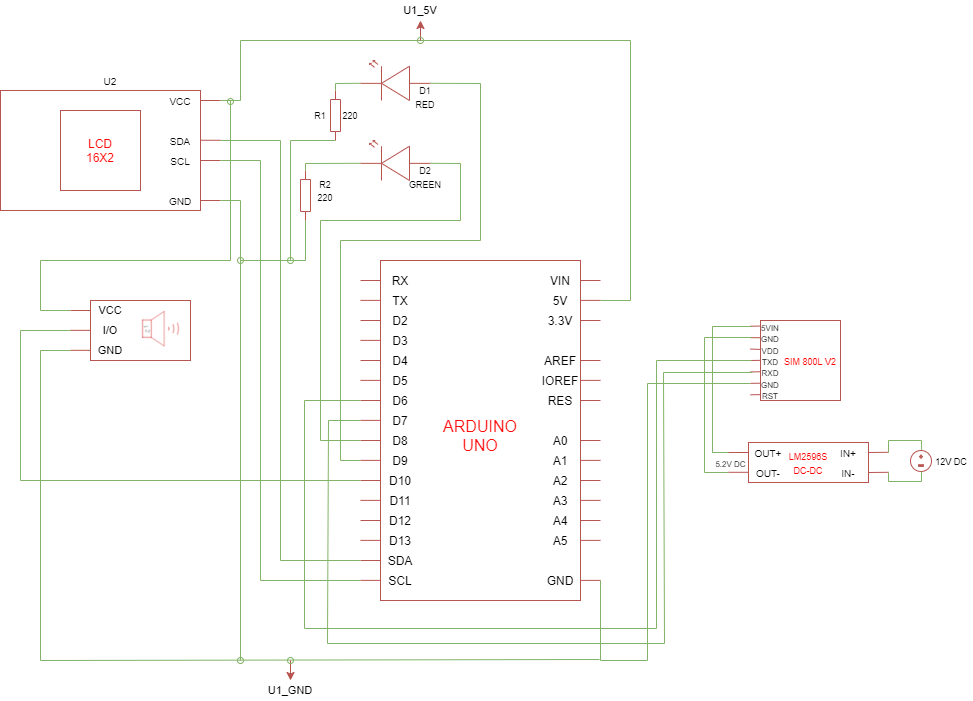 U1_5V
U2
VCC
SDA
SCL
GND
LCD
16X2
D1
RED
R1 220
D2
GREEN
R2
220
VCC
I/O
GND
RX
TX
D2
D3
D4
D5
D6
D7
D8
D9
D10
D11
D12
D13
SDA
SCL
ARDUINO
UNO
VIN
5V
3.3V
AREF
IOREF
RES
A0
A1
A2
A3
A4
A5
GND
5VIN
GND
VDD
TXD
RXD
GND
RST
SIM 800L V2
5.2V DC
OUT+
OUT-
LM2596S
DC-DC
IN+
IN-
12V DC
U1_GND